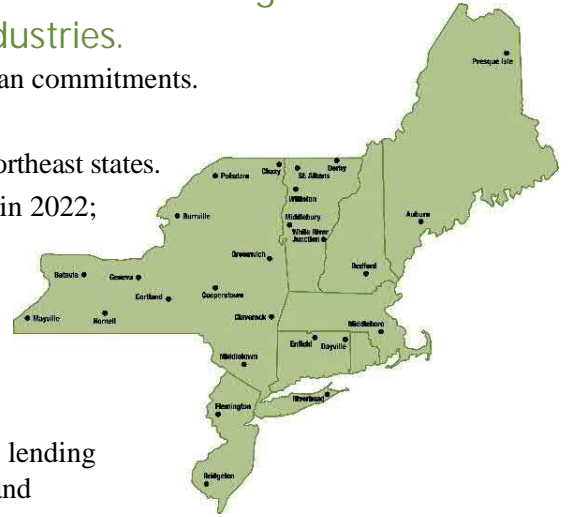 dustries.
an commitments.
ortheast states.
in 2022;
lending
and
Presque Isle
Potsdam
Chazy
St. Albans
Derby
Williston
Burrville
Middlebury
White River
Junction
Auburn
Greenwich
Bedford
Batavia
Geneva
Cortland
Cooperstown
Mayville
Hornell
Claverack
Middleboro
Enfield
Dayville
Middletown
Riverhead
Flemington
Bridgeton